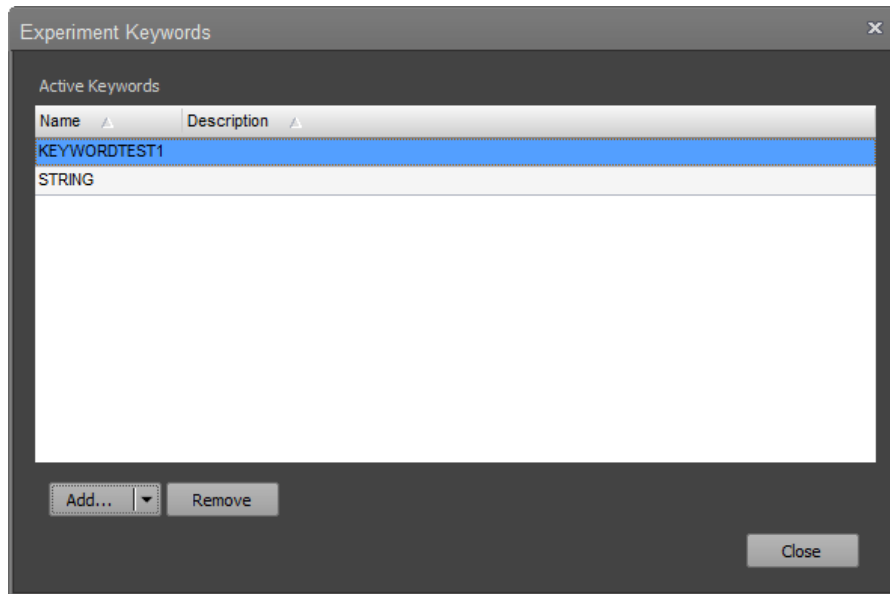 Experiment Keywords
Active Keywords
Name Description
KEYWORDTEST1
STRING
Add... Remove
Close